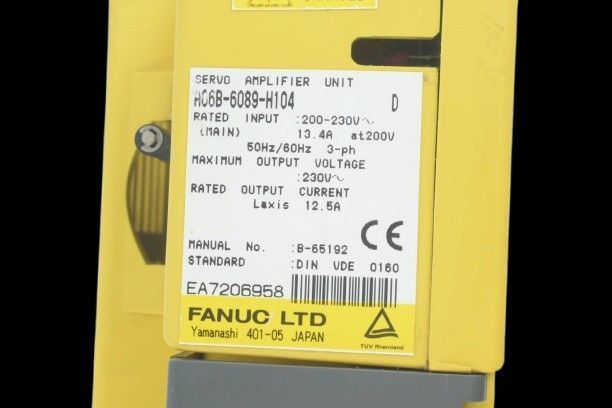 SERVO AMPLIFIER UNIT
A06B-6089-H104 D
RATED INPUT :200-230V~
(MAIN) 13.4A at200V
50Hz/60Hz 3-ph
MAXIMUM OUTPUT VOLTAGE
:230V~
RATED OUTPUT CURRENT
Laxis 12.5A
MANUAL No. :B-65192
CE
STANDARD :DIN VDE 0160
EA7206958
FANUC LTD
Yamanashi 401-05 JAPAN
TÜV Rheinland